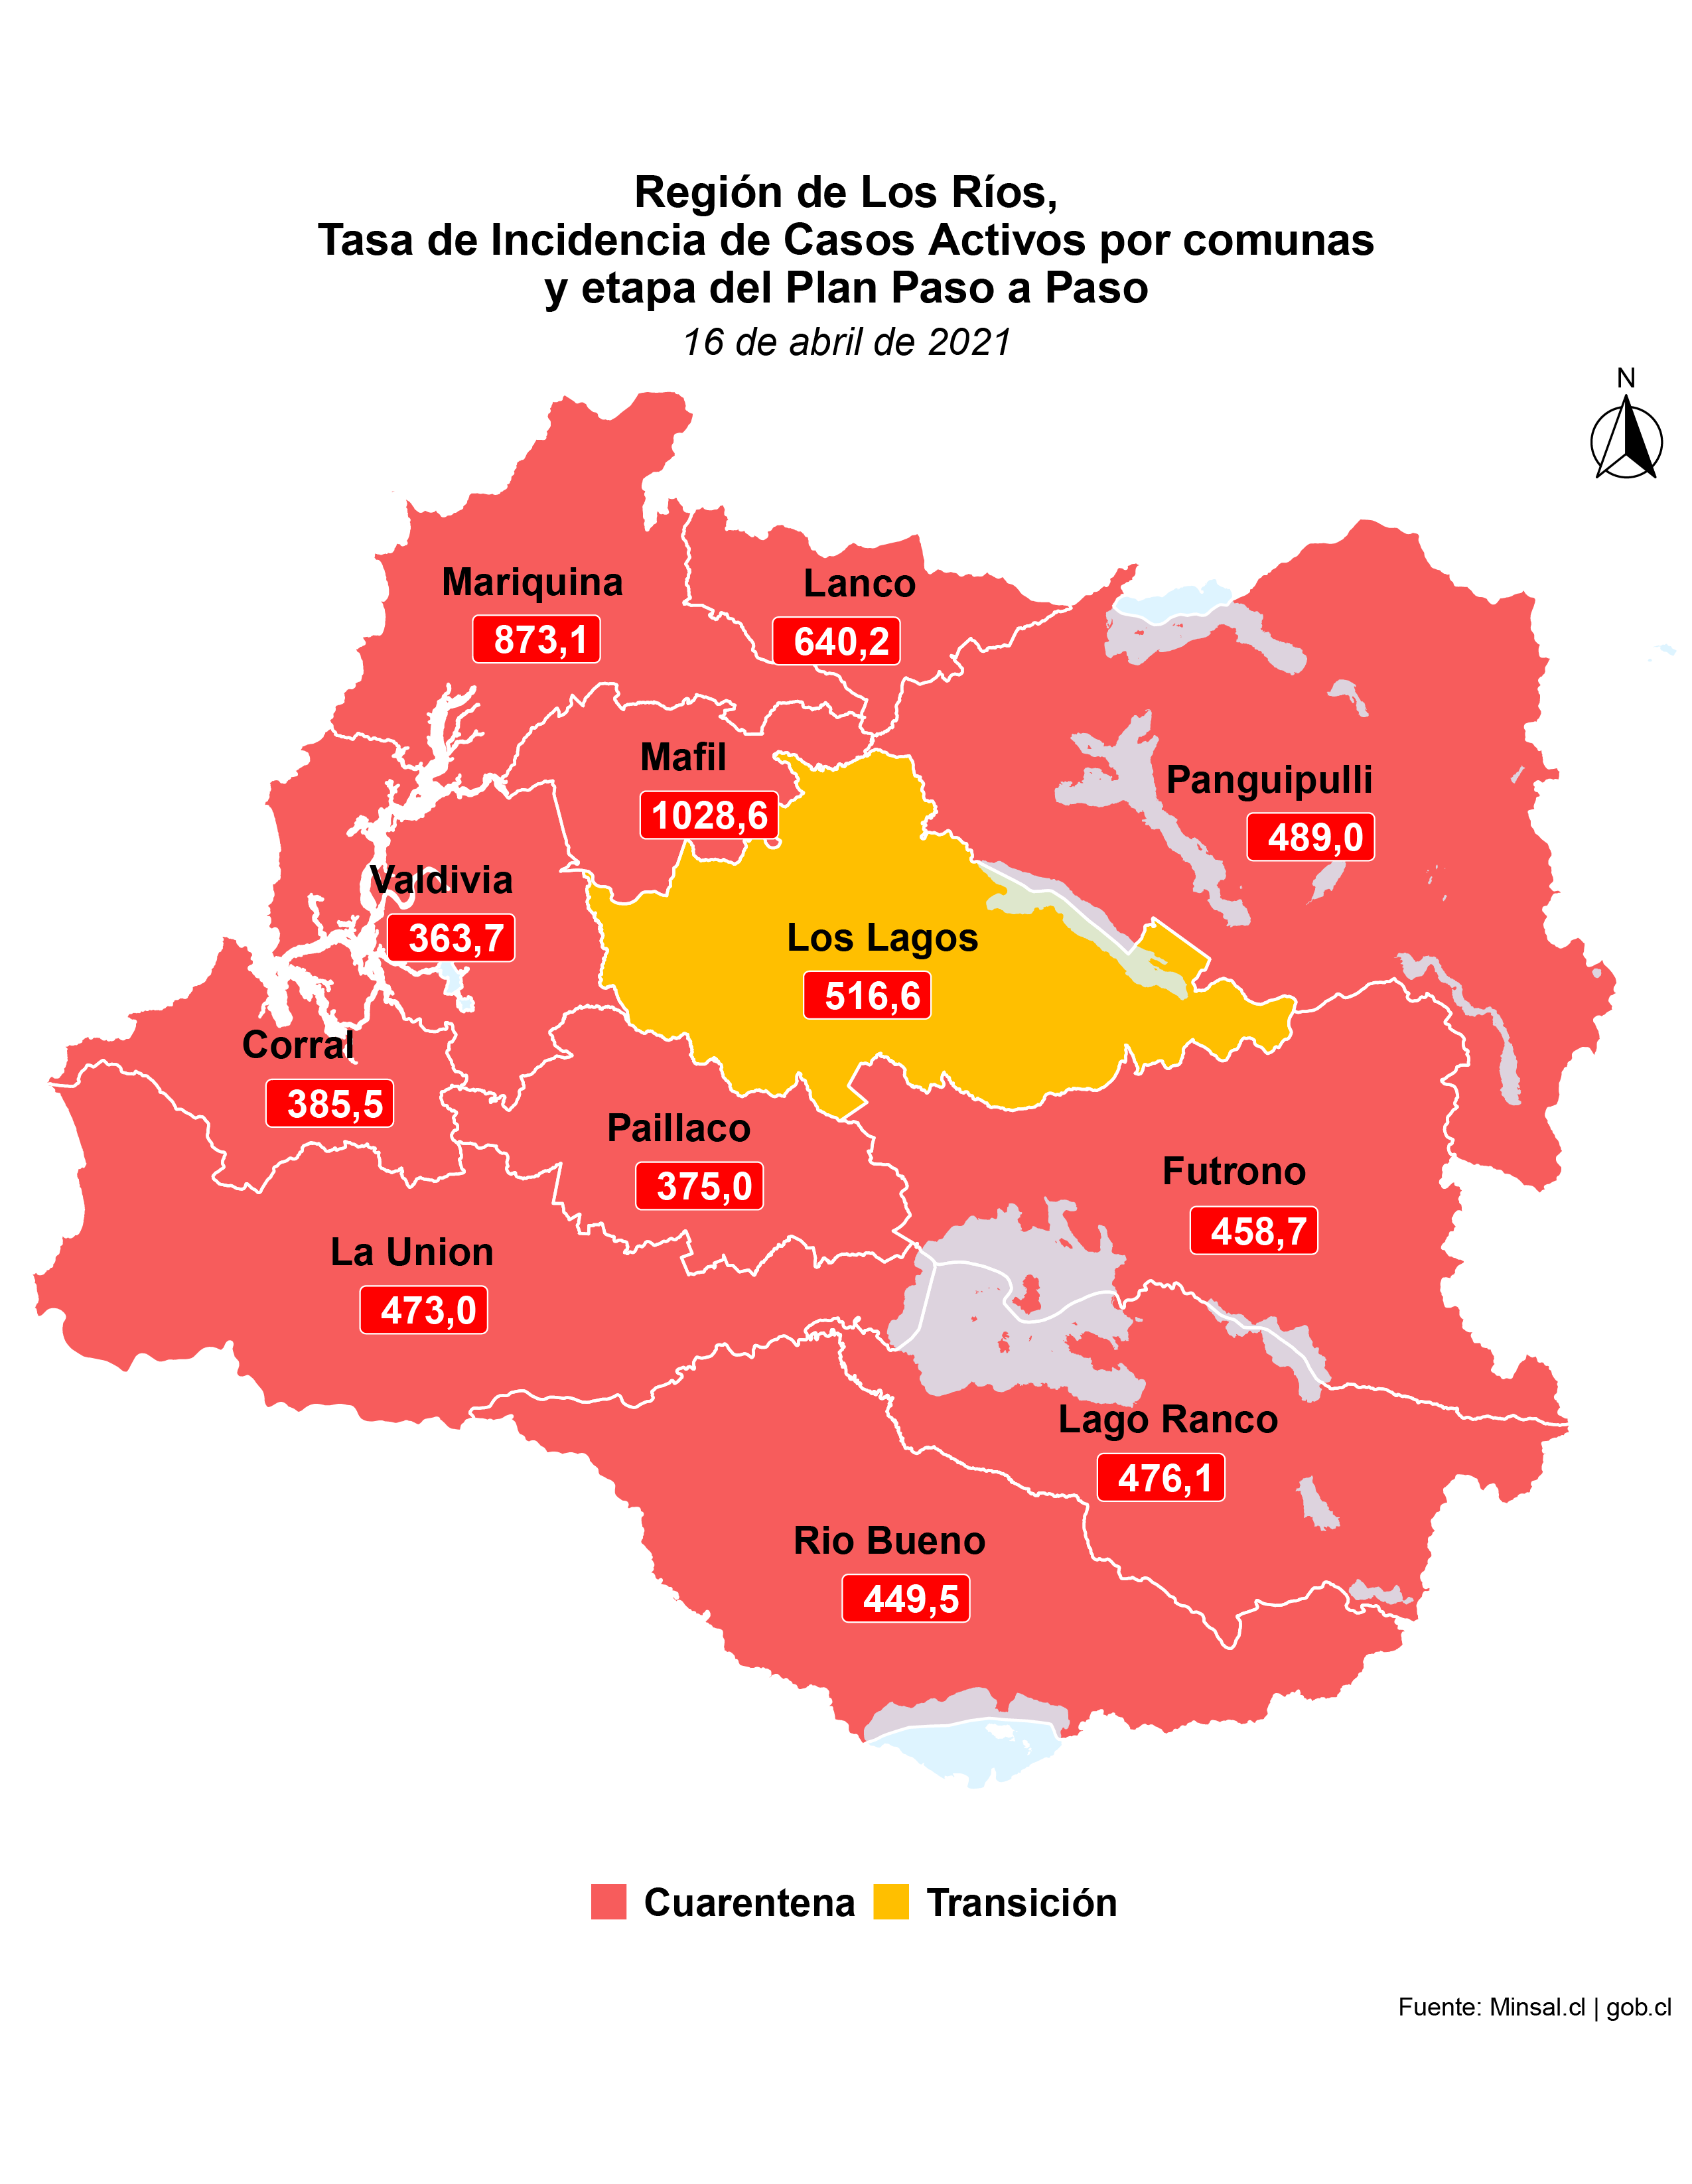 Región de Los Ríos,
Tasa de Incidencia de Casos Activos por comunas
y etapa del Plan Paso a Paso
16 de abril de 2021
N
Mariquina
873,1
Lanco
640,2
Mafil
1028,6
Panguipulli
489,0
Valdivia
363,7
Los Lagos
516,6
Corral
385,5
Paillaco
375,0
Futrono
458,7
La Union
473,0
Lago Ranco
476,1
Rio Bueno
449,5
Cuarentena
Transición
Fuente: Minsal.cl | gob.cl